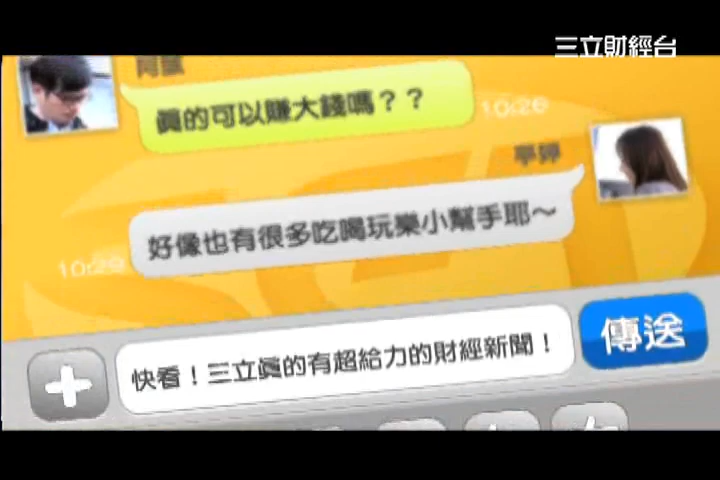 三立財經台
真的可以賺大錢嗎？？
10:26
好像也有很多吃喝玩樂小幫手耶～
10:29
快看！三立真的有超給力的財經新聞！
傳送